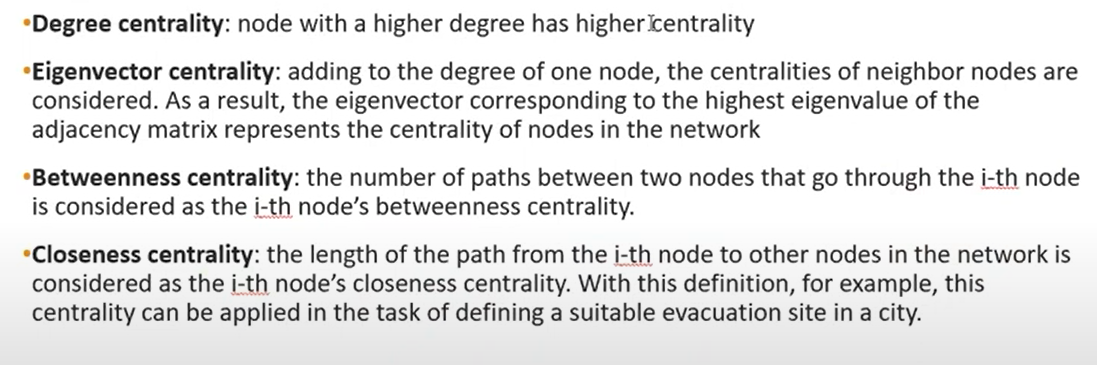 •Degree centrality: node with a higher degree has higher centrality
•Eigenvector centrality: adding to the degree of one node, the centralities of neighbor nodes are
considered. As a result, the eigenvector corresponding to the highest eigenvalue of the
adjacency matrix represents the centrality of nodes in the network
•Betweenness centrality: the number of paths between two nodes that go through the i-th node
is considered as the i-th node’s betweenness centrality.
•Closeness centrality: the length of the path from the i-th node to other nodes in the network is
considered as the i-th node’s closeness centrality. With this definition, for example, this
centrality can be applied in the task of defining a suitable evacuation site in a city.